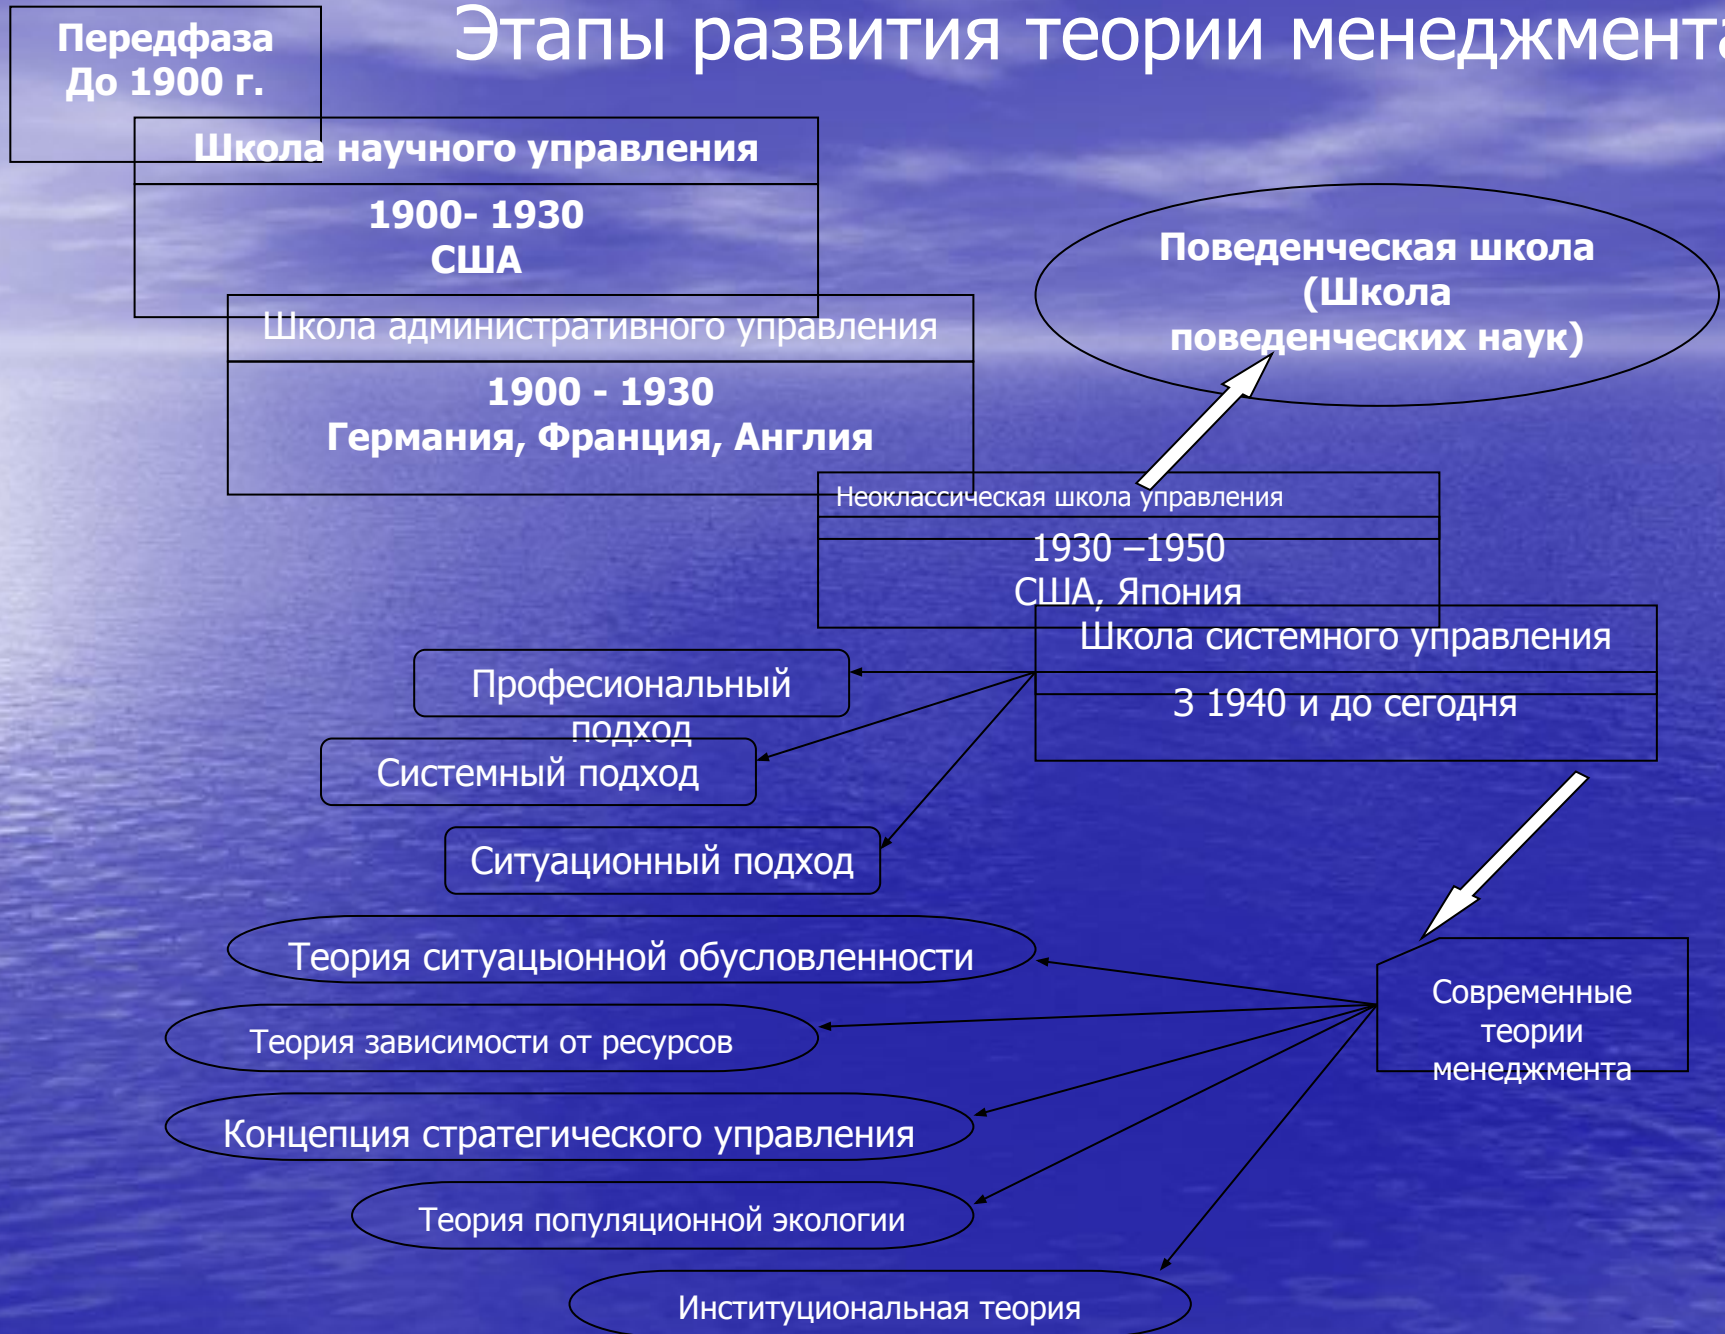 Этапы развития теории менеджмента
Передфаза
До 1900 г.
Школа научного управления
1900- 1930
США
Школа административного управления
1900 - 1930
Германия, Франция, Англия
Поведенческая школа
(Школа
поведенческих наук)
Неоклассическая школа управления
1930 –1950
США, Япония
Школа системного управления
З 1940 и до сегодня
Професиональный
подход
Системный подход
Ситуационный подход
Теория ситуацыонной обусловленности
Теория зависимости от ресурсов
Концепция стратегического управления
Теория популяционной экологии
Институциональная теория
Современные
теории
менеджмента